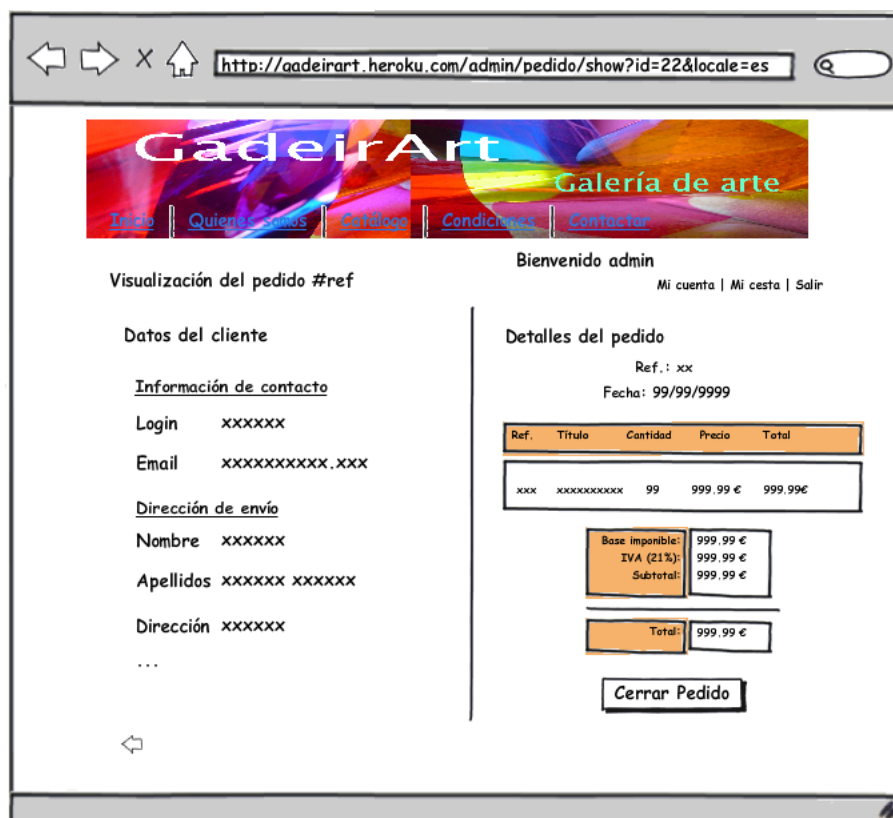 http://gadeirart.heroku.com/admin/pedido/show?id=22&locale=es
GadeirArt
Galería de arte
Inicio | Quienes somos | Catálogo | Condiciones | Contactar
Bienvenido admin
Visualización del pedido #ref
Mi cuenta | Mi cesta | Salir
Datos del cliente
Información de contacto
Login xxxxxx
Email xxxxxxxxxx.xxx
Dirección de envío
Nombre xxxxxx
Apellidos xxxxxx xxxxxx
Dirección xxxxxx
...
Detalles del pedido
Ref.: xx
Fecha: 99/99/9999
Ref. Título Cantidad Precio Total
xxx xxxxxxxxxx 99 999.99 € 999.99€
Base imponible: 999.99 €
IVA (21%): 999.99 €
Subtotal: 999.99 €
Total: 999.99 €
Cerrar Pedido